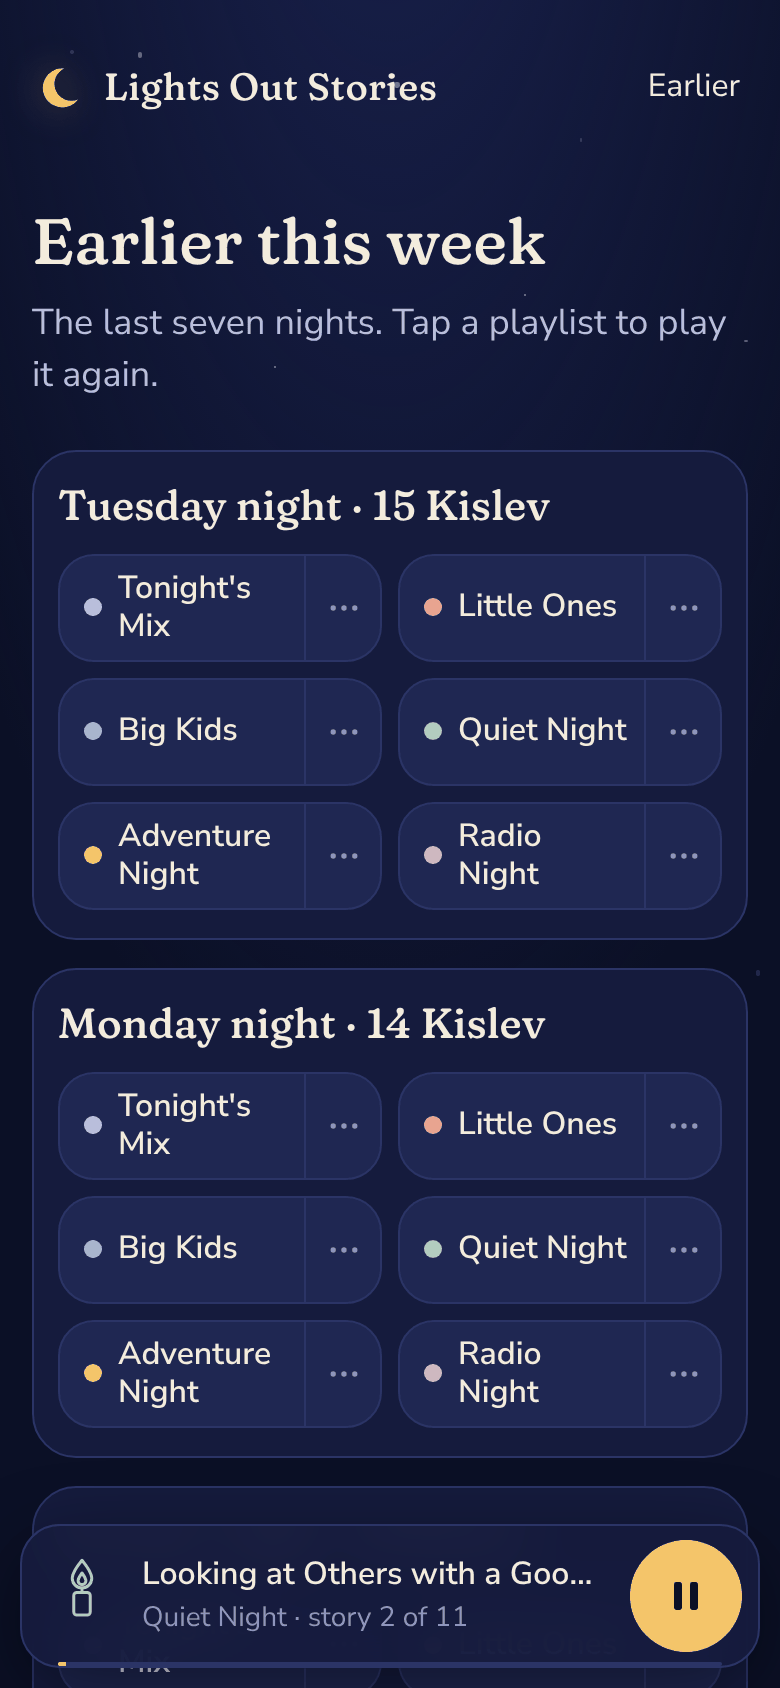 Lights Out Stories
Earlier
Earlier this week
The last seven nights. Tap a playlist to play
it again.
Tuesday night · 15 Kislev
Tonight's
Mix
Little Ones
Big Kids
Quiet Night
Adventure
Night
Radio
Night
Monday night · 14 Kislev
Tonight's
Mix
Little Ones
Big Kids
Quiet Night
Adventure
Night
Radio
Night
Looking at Others with a Goo...
Quiet Night · story 2 of 11
Little Ones
Mix